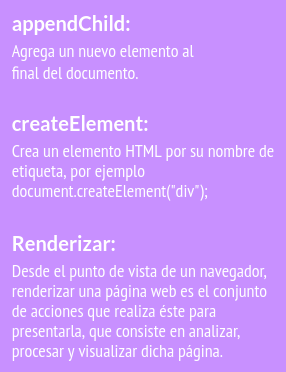 appendChild:
Agrega un nuevo elemento al
final del documento.
createElement:
Crea un elemento HTML por su nombre de
etiqueta, por ejemplo
document.createElement("div");
Renderizar:
Desde el punto de vista de un navegador,
renderizar una página web es el conjunto
de acciones que realiza éste para
presentarla, que consiste en analizar,
procesar y visualizar dicha página.